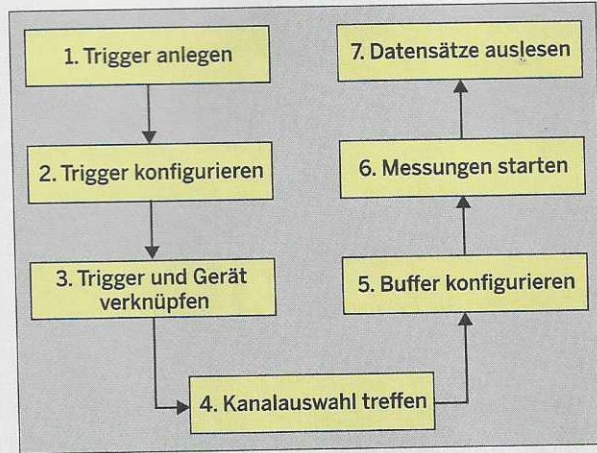 1. Trigger anlegen
2. Trigger konfigurieren
3. Trigger und Gerät
verknüpfen
4. Kanalauswahl treffen
5. Buffer konfigurieren
6. Messungen starten
7. Datensätze auslesen